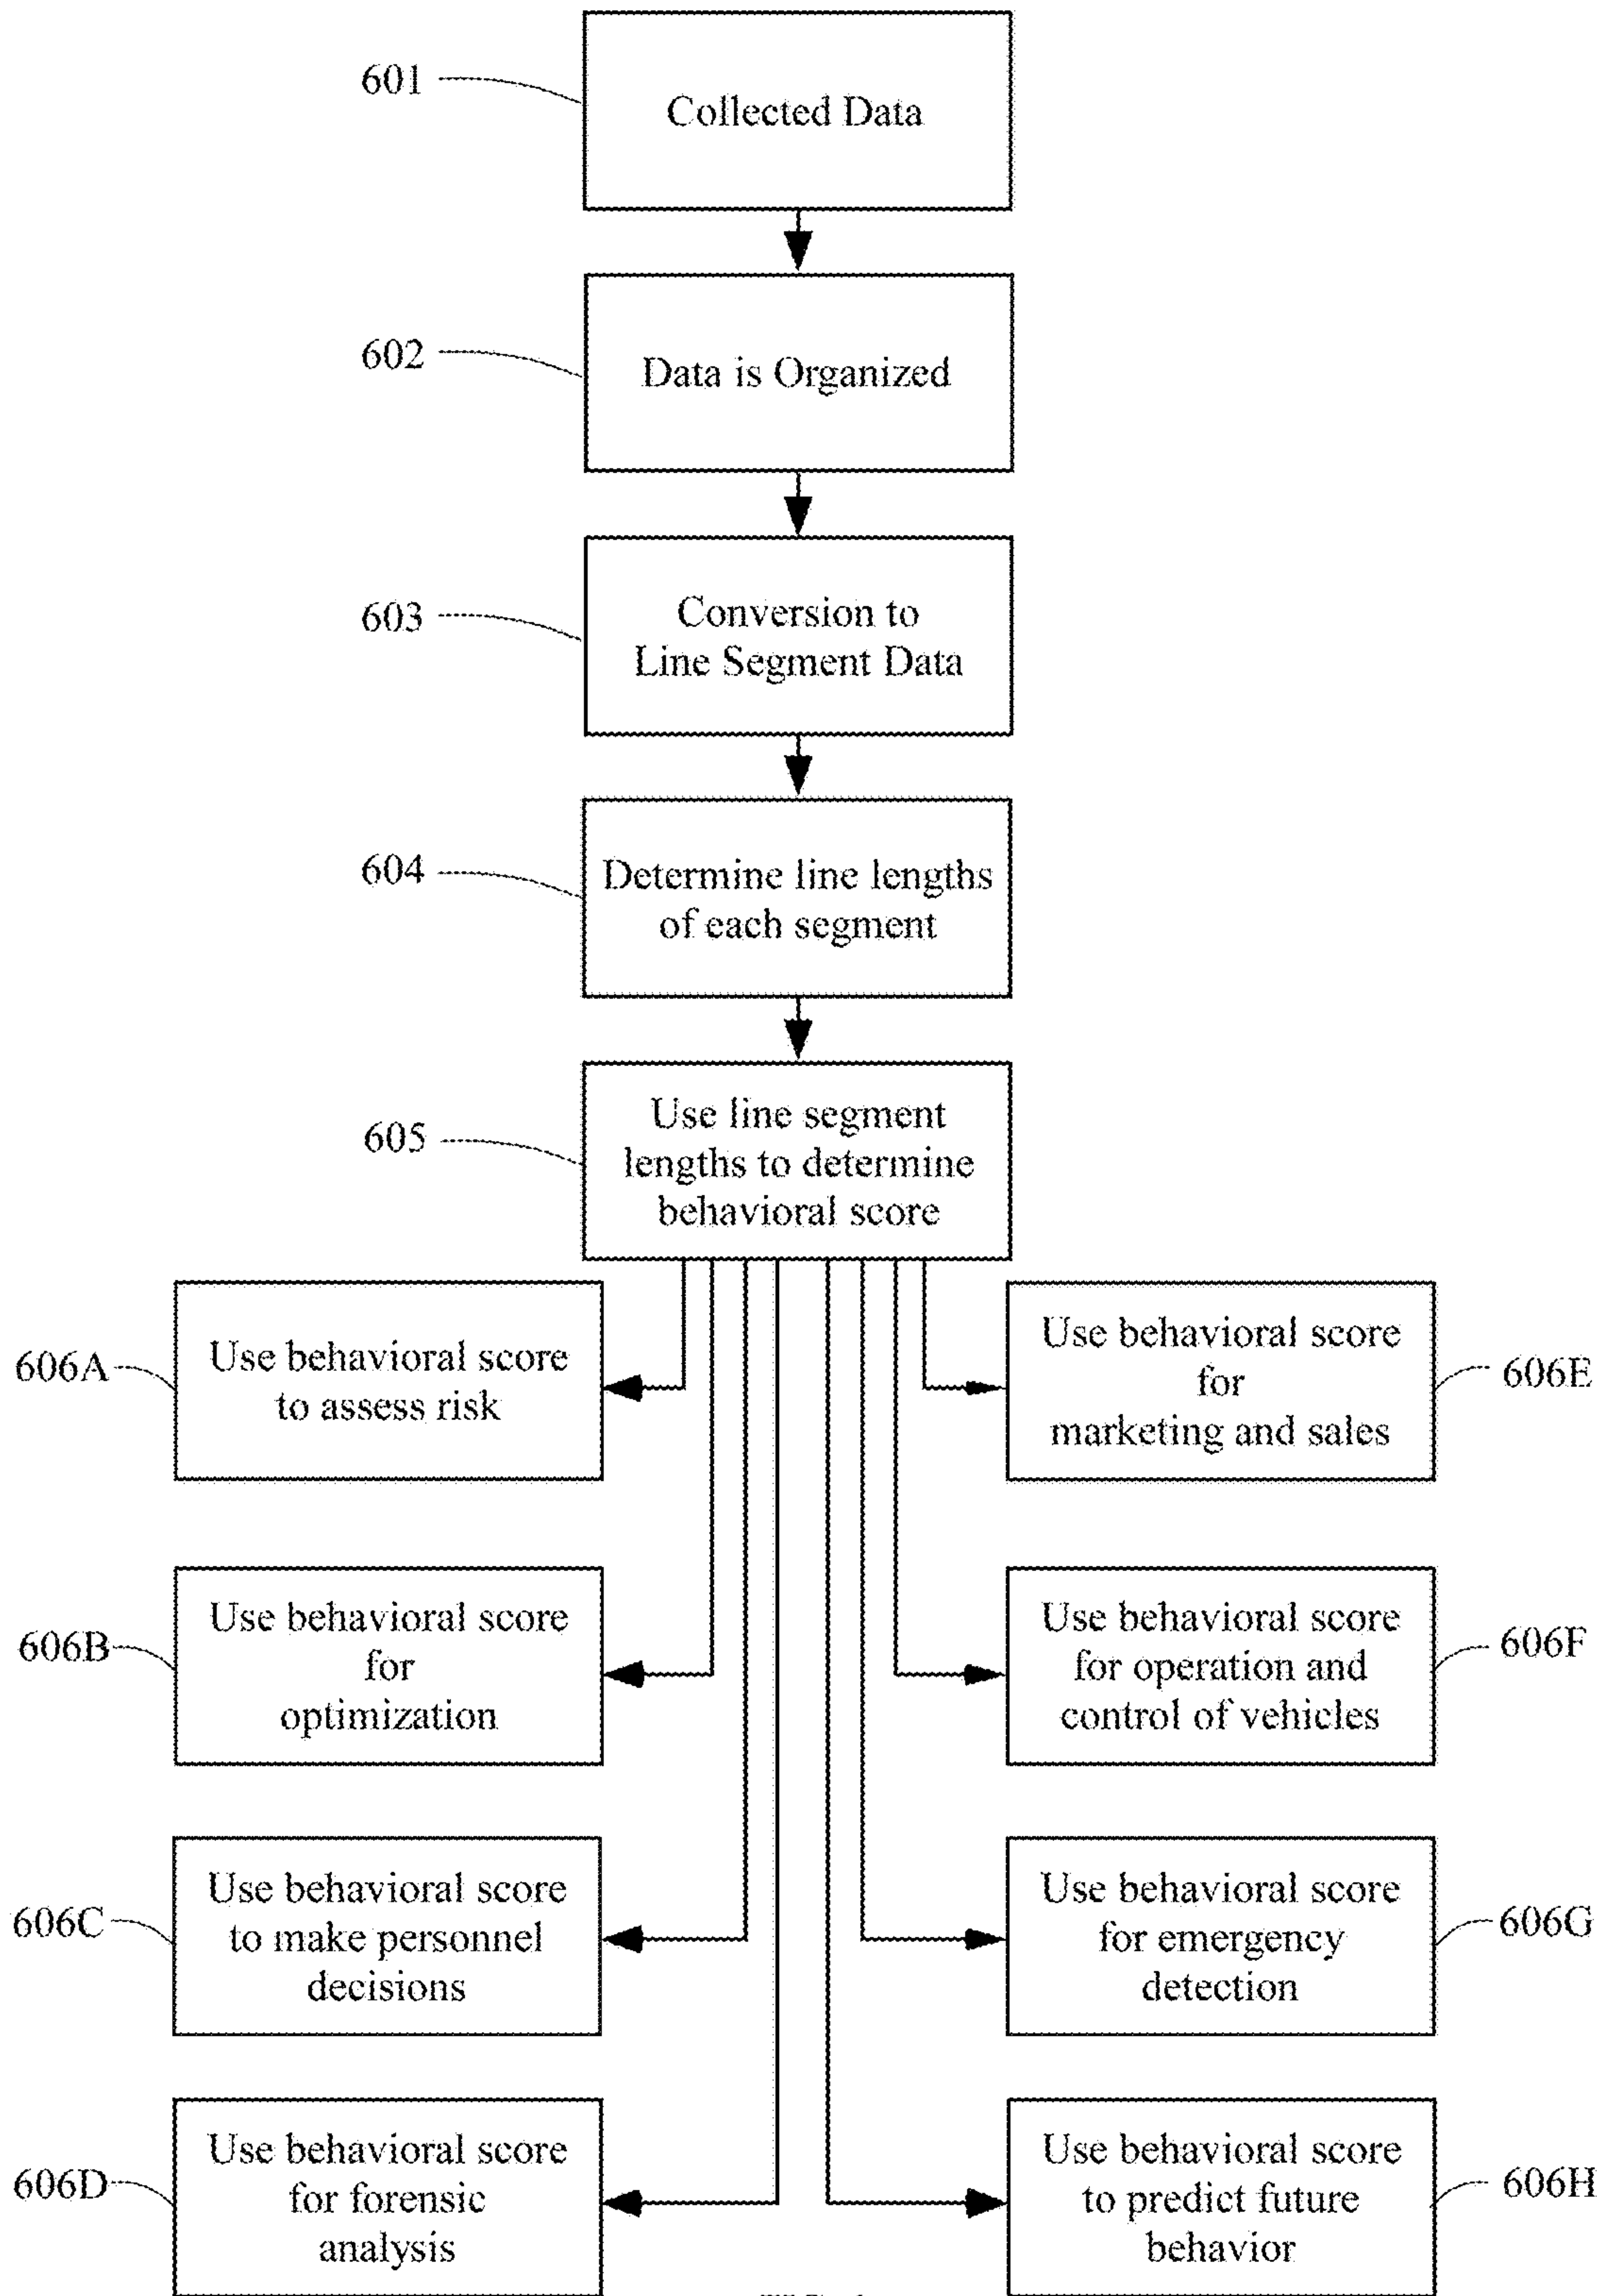 601
Collected Data
602
Data is Organized
603
Conversion to
Line Segment Data
604
Determine line lengths
of each segment
605
Use line segment
lengths to determine
behavioral score
606A
Use behavioral score
to assess risk
606B
Use behavioral score
for
optimization
606C
Use behavioral score
to make personnel
decisions
606D
Use behavioral score
for forensic
analysis
Use behavioral score
for
marketing and sales
606E
Use behavioral score
for operation and
control of vehicles
606F
Use behavioral score
for emergency
detection
606G
Use behavioral score
to predict future
behavior
606H